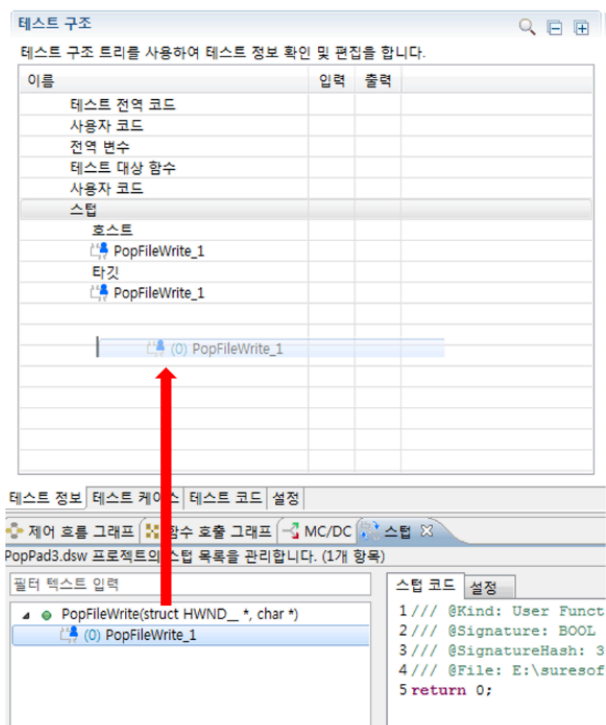 테스트 구조
테스트 구조 트리를 사용하여 테스트 정보 확인 및 편집을 합니다.
이름 입력 출력
테스트 전역 코드
사용자 코드
전역 변수
테스트 대상 함수
사용자 코드
스텁
호스트
PopFileWrite_1
타깃
PopFileWrite_1
(0) PopFileWrite_1
테스트 정보 테스트 케이스 테스트 코드 설정
제어 흐름 그래프 함수 호출 그래프 MC/DC 스텁
PopPad3.dsw 프로젝트의 스텁 목록을 관리합니다. (1개 항목)
필터 텍스트 입력
스텁 코드 설정
PopFileWrite(struct HWND__ *, char *)
(0) PopFileWrite_1
1 /// @Kind: User Funct
2 /// @Signature: BOOL
3 /// @SignatureHash: 3
4 /// @File: E:\suresof
5 return 0;